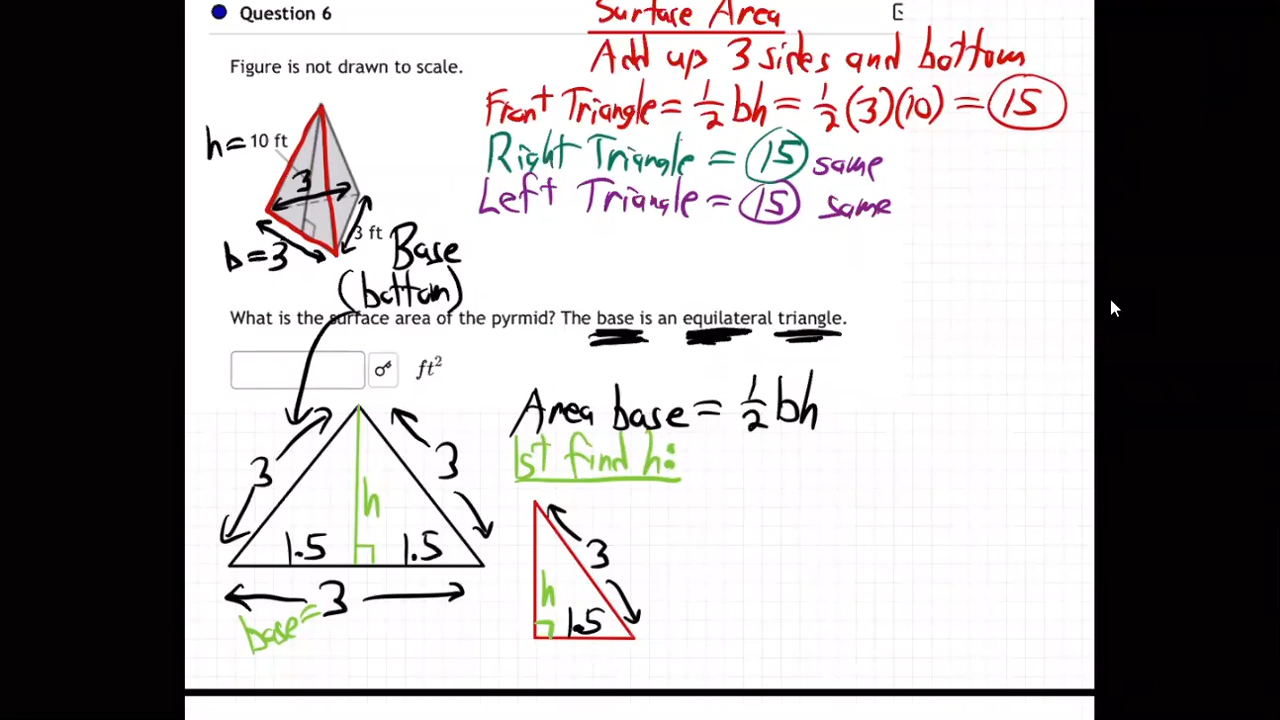 Question 6
Surface Area
Add up 3 sides and bottom
Figure is not drawn to scale.
Front Triangle = 1/2 bh = 1/2 (3)(10) = 15
h = 10 ft
Right Triangle = 15 same
3
Left Triangle = 15 same
3 ft
b = 3
Base
(bottom)
What is the surface area of the pyrmid? The base is an equilateral triangle.
ft²
Area base = 1/2 bh
1st find h:
3
3
h
1.5
1.5
base = 3
3
h
1.5